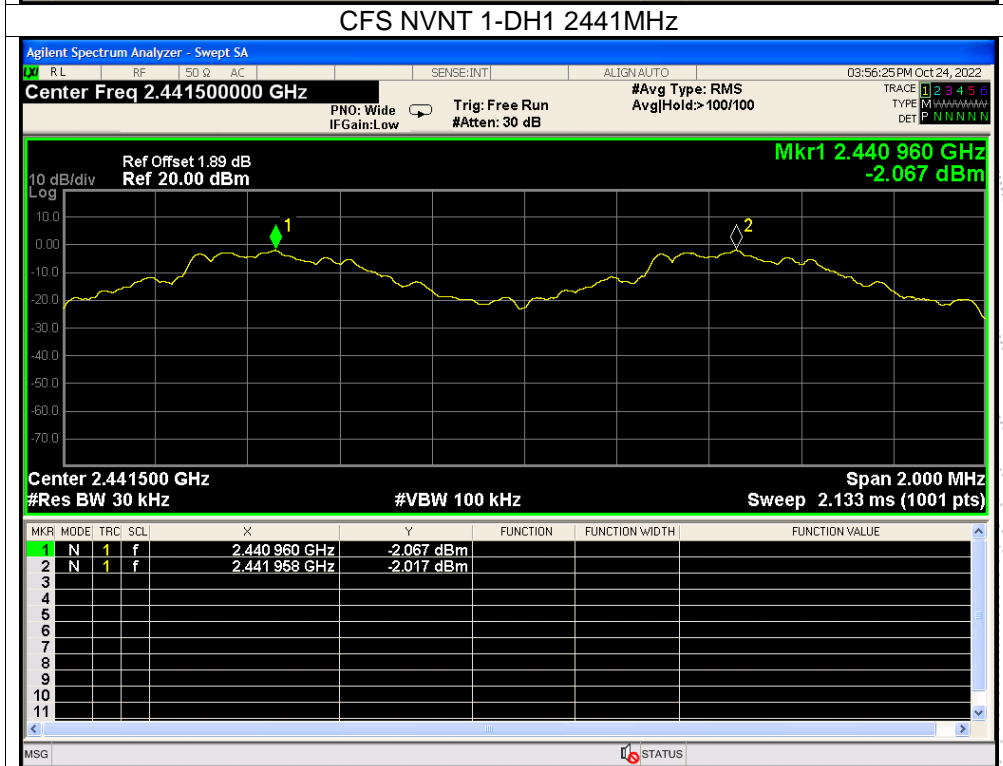 CFS NVNT 1-DH1 2441MHz
Agilent Spectrum Analyzer - Swept SA
LXI RL RF 50 Ω AC SENSE:INT ALIGN AUTO 03:56:25 PM Oct 24, 2022
Center Freq 2.441500000 GHz #Avg Type: RMS TRACE 1 2 3 4 5 6
PNO: Wide Trig: Free Run Avg|Hold:>100/100 TYPE M WWWWW
IFGain:Low #Atten: 30 dB DET P N N N N N
Mkr1 2.440 960 GHz
Ref Offset 1.89 dB
10 dB/div Ref 20.00 dBm -2.067 dBm
Log
10.0
1 2
0.00
-10.0
-20.0
-30.0
-40.0
-50.0
-60.0
-70.0
Center 2.441500 GHz Span 2.000 MHz
#Res BW 30 kHz #VBW 100 kHz Sweep 2.133 ms (1001 pts)
MKR MODE TRC SCL X Y FUNCTION FUNCTION WIDTH FUNCTION VALUE
1 N 1 f 2.440 960 GHz -2.067 dBm
2 N 1 f 2.441 958 GHz -2.017 dBm
3
4
5
6
7
8
9
10
11
MSG STATUS